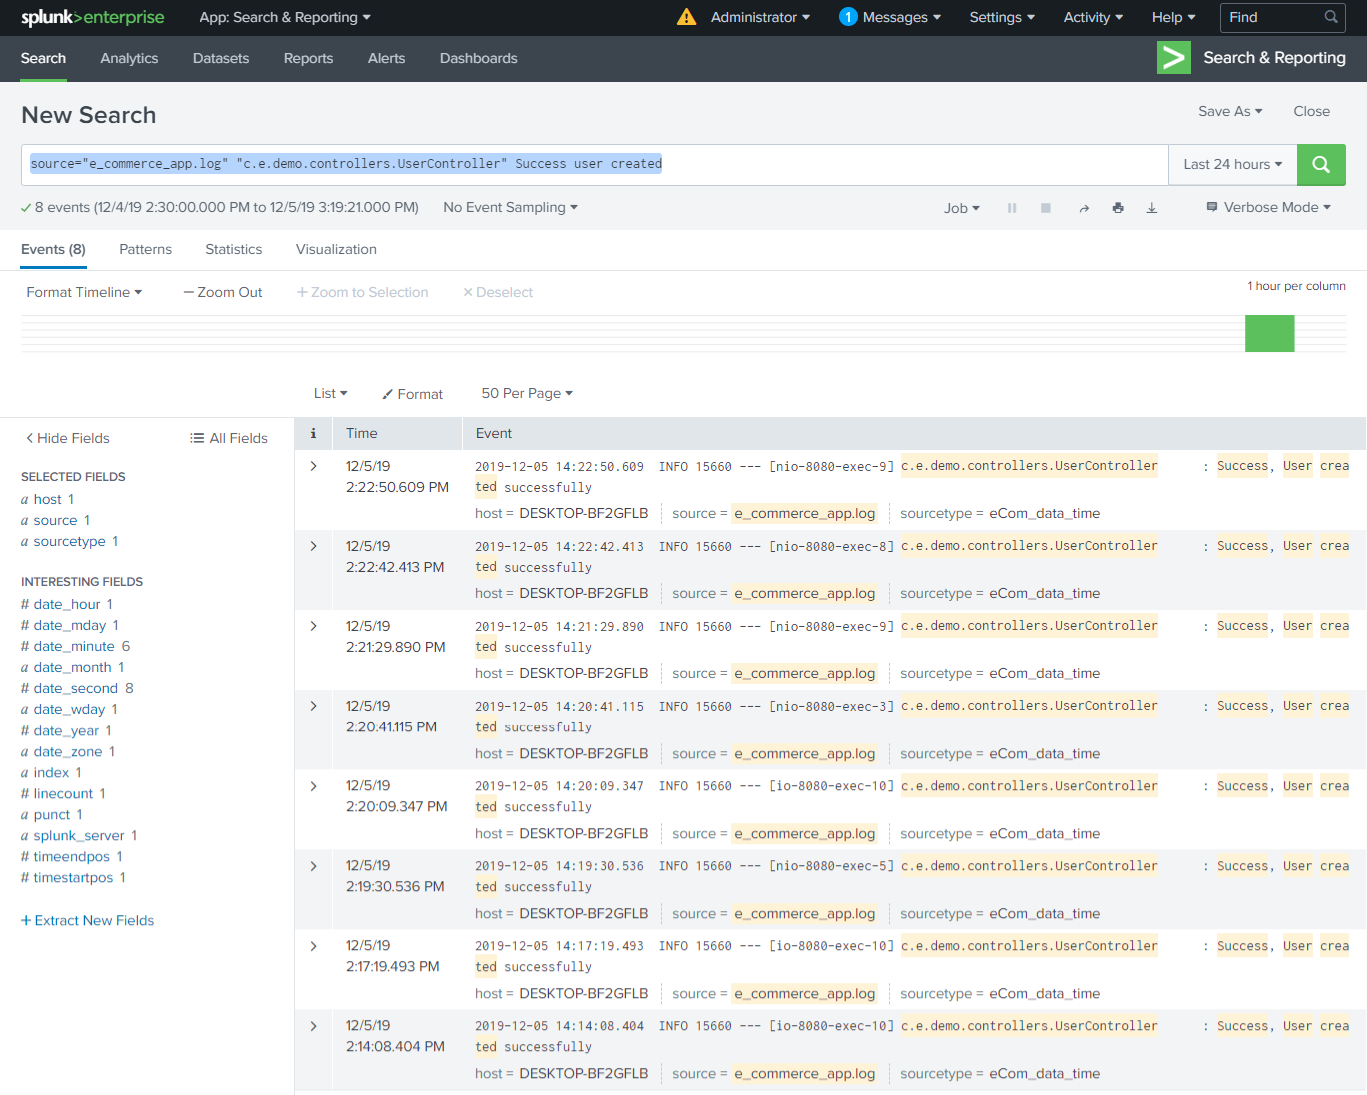 splunk>enterprise App: Search & Reporting Administrator 1 Messages Settings Activity Help Find
Search Analytics Datasets Reports Alerts Dashboards Search & Reporting
New Search Save As Close
source="e_commerce_app.log" "c.e.demo.controllers.UserController" Success user created Last 24 hours
8 events (12/4/19 2:30:00.000 PM to 12/5/19 3:19:21.000 PM) No Event Sampling Job Verbose Mode
Events (8) Patterns Statistics Visualization
Format Timeline — Zoom Out + Zoom to Selection × Deselect 1 hour per column
List Format 50 Per Page
< Hide Fields All Fields
SELECTED FIELDS
a host 1
a source 1
a sourcetype 1
INTERESTING FIELDS
# date_hour 1
# date_mday 1
# date_minute 6
a date_month 1
# date_second 8
a date_wday 1
# date_year 1
a date_zone 1
a index 1
# linecount 1
a punct 1
a splunk_server 1
# timeendpos 1
# timestartpos 1
+ Extract New Fields
i Time Event
12/5/19 2019-12-05 14:22:50.609 INFO 15660 --- [nio-8080-exec-9] c.e.demo.controllers.UserController : Success, User crea
2:22:50.609 PM ted successfully
host = DESKTOP-BF2GFLB source = e_commerce_app.log sourcetype = eCom_data_time
12/5/19 2019-12-05 14:22:42.413 INFO 15660 --- [nio-8080-exec-8] c.e.demo.controllers.UserController : Success, User crea
2:22:42.413 PM ted successfully
host = DESKTOP-BF2GFLB source = e_commerce_app.log sourcetype = eCom_data_time
12/5/19 2019-12-05 14:21:29.890 INFO 15660 --- [nio-8080-exec-9] c.e.demo.controllers.UserController : Success, User crea
2:21:29.890 PM ted successfully
host = DESKTOP-BF2GFLB source = e_commerce_app.log sourcetype = eCom_data_time
12/5/19 2019-12-05 14:20:41.115 INFO 15660 --- [nio-8080-exec-3] c.e.demo.controllers.UserController : Success, User crea
2:20:41.115 PM ted successfully
host = DESKTOP-BF2GFLB source = e_commerce_app.log sourcetype = eCom_data_time
12/5/19 2019-12-05 14:20:09.347 INFO 15660 --- [io-8080-exec-10] c.e.demo.controllers.UserController : Success, User crea
2:20:09.347 PM ted successfully
host = DESKTOP-BF2GFLB source = e_commerce_app.log sourcetype = eCom_data_time
12/5/19 2019-12-05 14:19:30.536 INFO 15660 --- [nio-8080-exec-5] c.e.demo.controllers.UserController : Success, User crea
2:19:30.536 PM ted successfully
host = DESKTOP-BF2GFLB source = e_commerce_app.log sourcetype = eCom_data_time
12/5/19 2019-12-05 14:17:19.493 INFO 15660 --- [io-8080-exec-10] c.e.demo.controllers.UserController : Success, User crea
2:17:19.493 PM ted successfully
host = DESKTOP-BF2GFLB source = e_commerce_app.log sourcetype = eCom_data_time
12/5/19 2019-12-05 14:14:08.404 INFO 15660 --- [io-8080-exec-10] c.e.demo.controllers.UserController : Success, User crea
2:14:08.404 PM ted successfully
host = DESKTOP-BF2GFLB source = e_commerce_app.log sourcetype = eCom_data_time